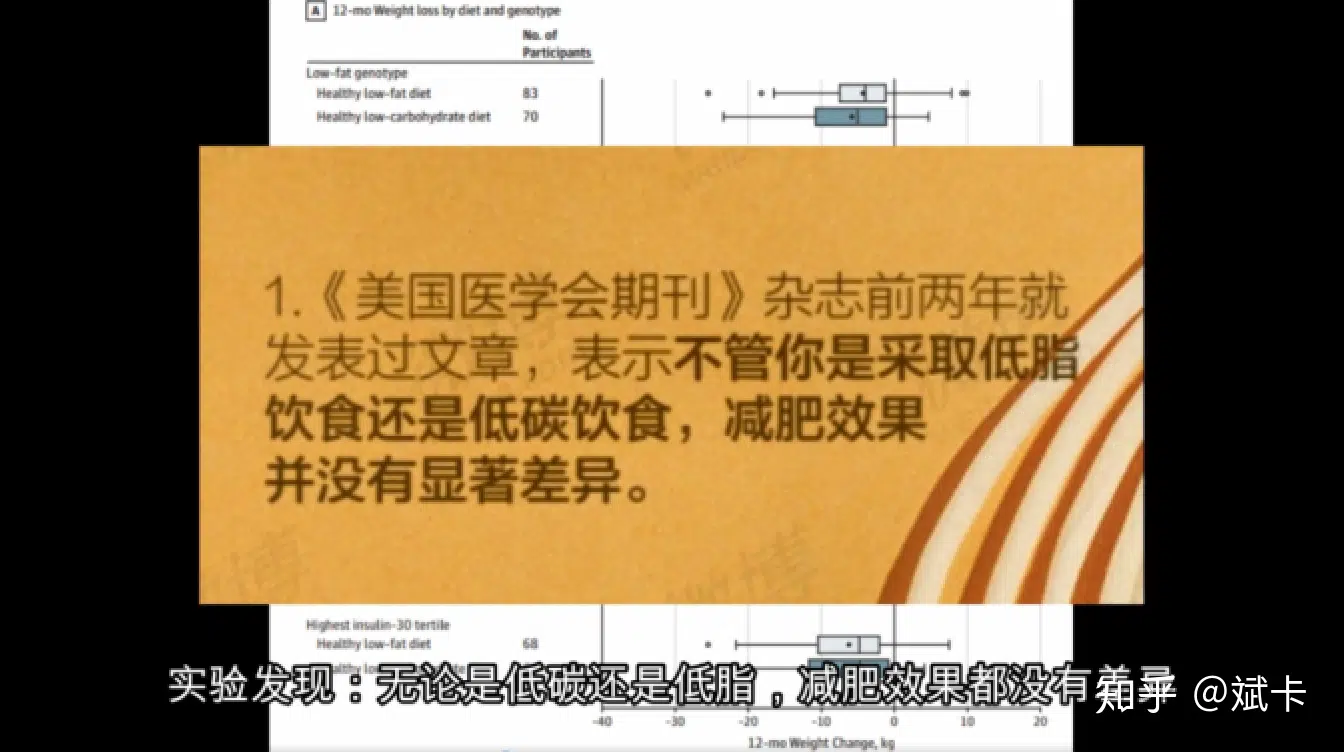 A 12-mo Weight loss by diet and genotype
No. of
Participants
Low-fat genotype
Healthy low-fat diet 83
Healthy low-carbohydrate diet 70
1.《美国医学会期刊》杂志前两年就
发表过文章，表示不管你是采取低脂
饮食还是低碳饮食，减肥效果
并没有显著差异。
Highest insulin-30 tertile
Healthy low-fat diet 68
实验发现：无论是低碳还是低脂，减肥效果都没有差异
知乎 @斌卡
-40 -30 -20 -10 0 10 20
12-mo Weight Change, kg